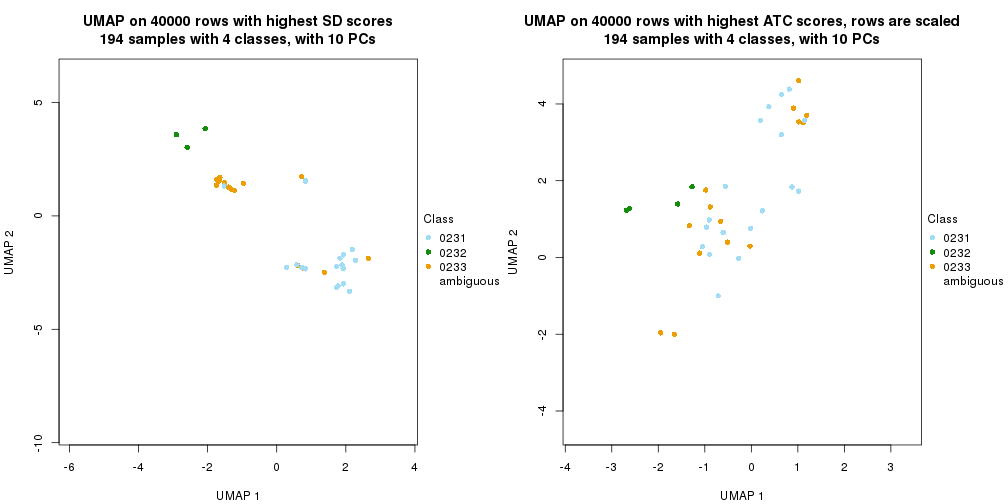 UMAP on 40000 rows with highest SD scores
194 samples with 4 classes, with 10 PCs
UMAP 2
5
0
-5
-10
-6
-4
-2
0
2
4
UMAP 1
Class
0231
0232
0233
ambiguous
UMAP on 40000 rows with highest ATC scores, rows are scaled
194 samples with 4 classes, with 10 PCs
UMAP 2
4
2
0
-2
-4
-4
-3
-2
-1
0
1
2
3
UMAP 1
Class
0231
0232
0233
ambiguous